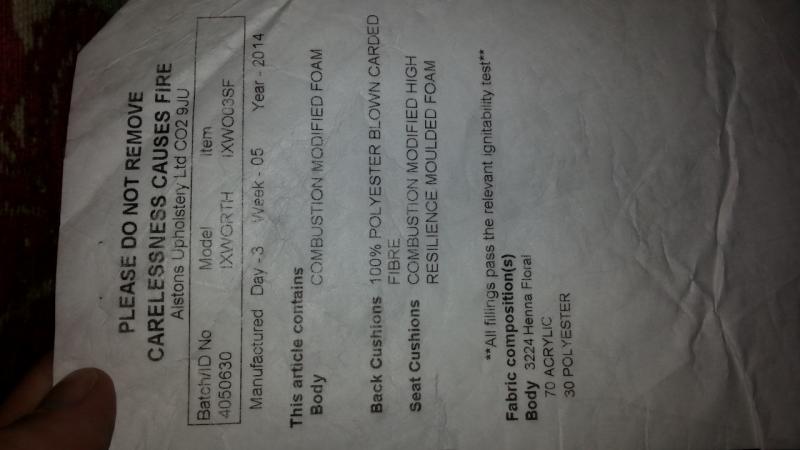 PLEASE DO NOT REMOVE
CARELESSNESS CAUSES FIRE
Alstons Upholstery Ltd CO2 9JU
Batch/ID No Model item
4050630 IXWORTH IXWO03SF
Manufactured Day - 3 Week - 05 Year - 2014
This article contains
Body COMBUSTION MODIFIED FOAM
Back Cushions 100% POLYESTER BLOWN CARDED
FIBRE
Seat Cushions COMBUSTION MODIFIED HIGH
RESILIENCE MOULDED FOAM
**All fillings pass the relevant ignitability test**
Fabric composition(s)
Body 3224 Henna Floral
70 ACRYLIC
30 POLYESTER